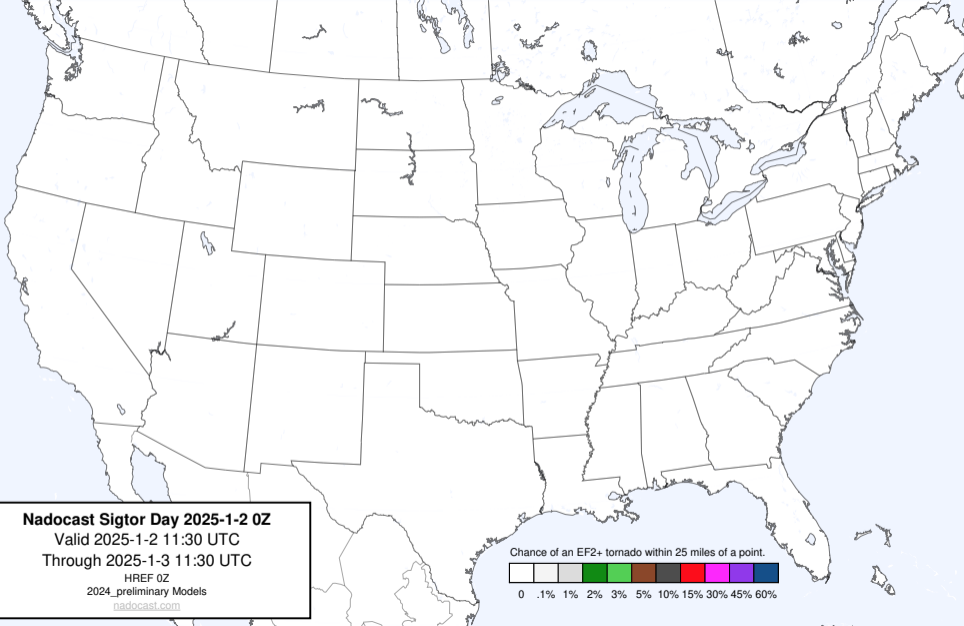 Nadocast Sigtor Day 2025-1-2 0Z
Valid 2025-1-2 11:30 UTC
Through 2025-1-3 11:30 UTC
HREF 0Z
2024_preliminary Models
nadocast.com
Chance of an EF2+ tornado within 25 miles of a point.
0 .1% 1% 2% 3% 5% 10% 15% 30% 45% 60%